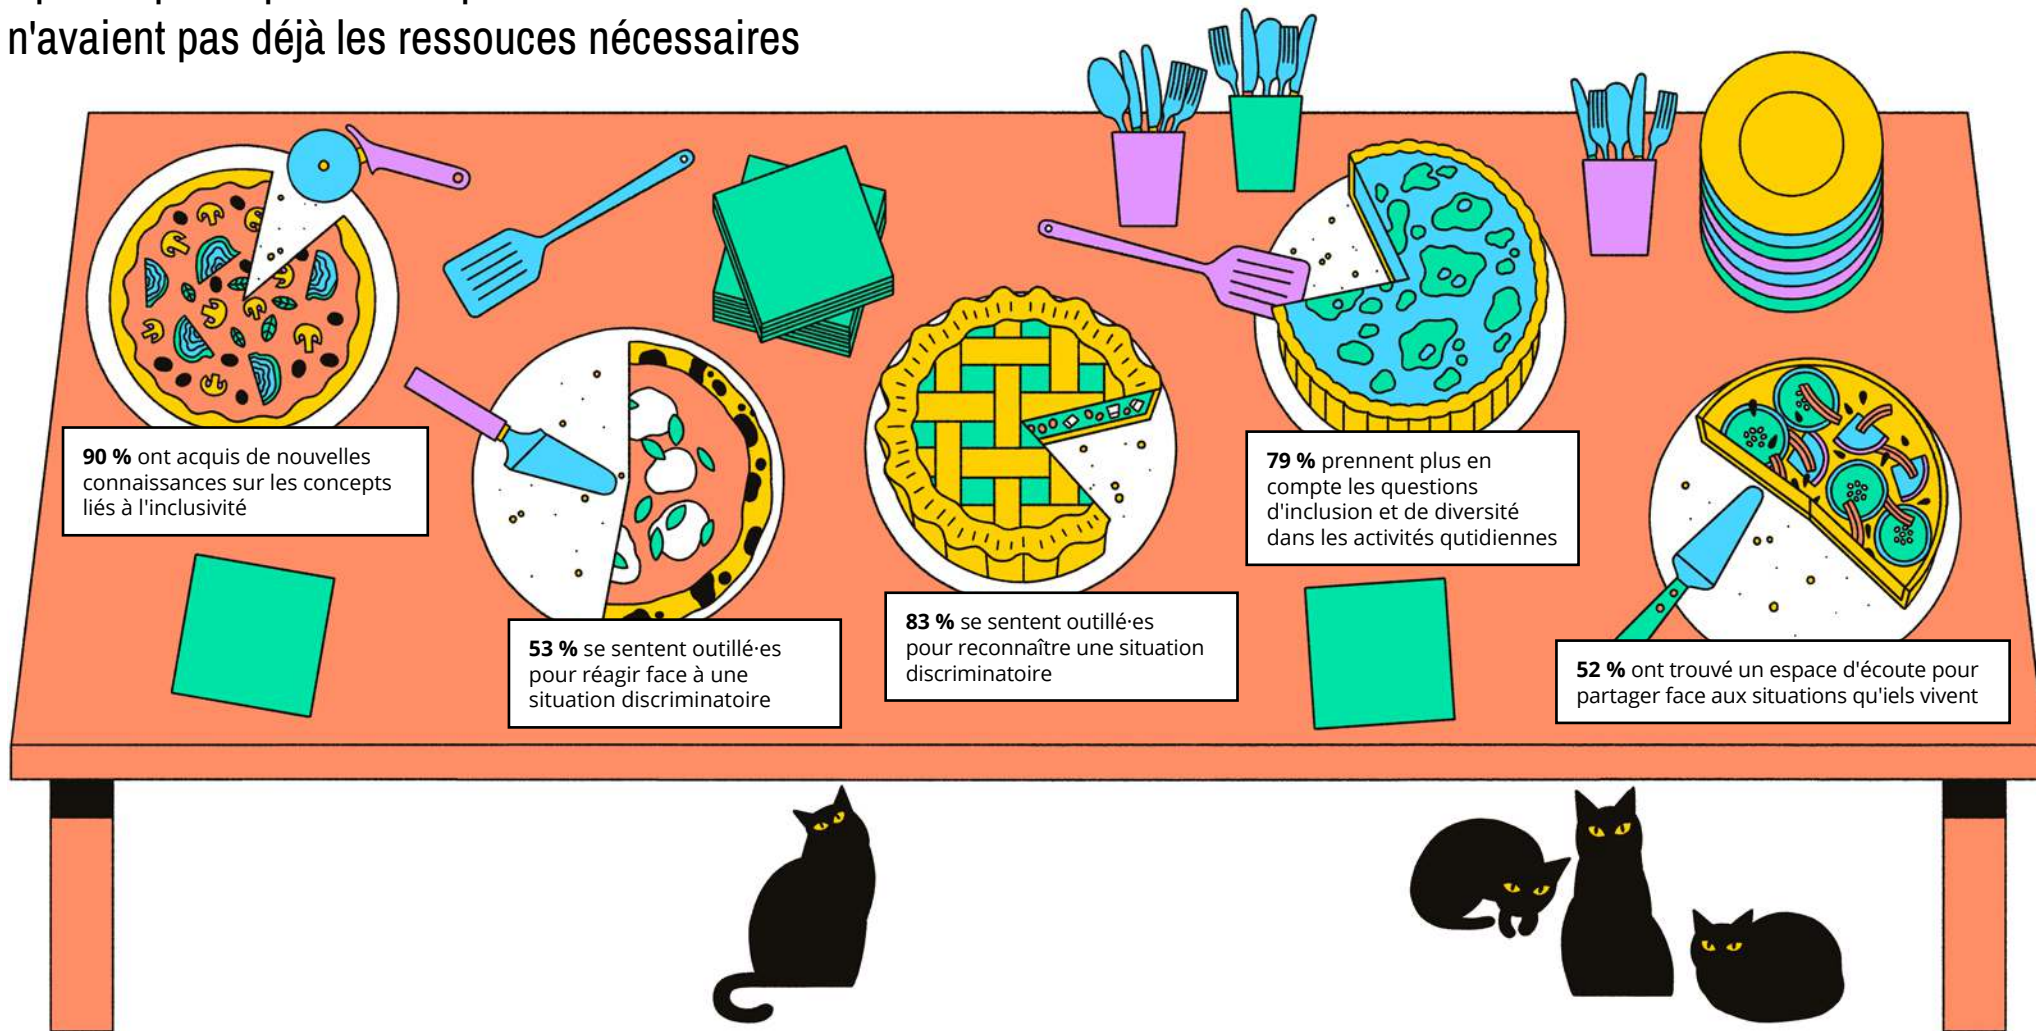 n'avaient pas déjà les ressouces nécessaires
90 % ont acquis de nouvelles
connaissances sur les concepts
liés à l'inclusivité
53 % se sentent outillé·es
pour réagir face à une
situation discriminatoire
83 % se sentent outillé·es
pour reconnaître une situation
discriminatoire
79 % prennent plus en
compte les questions
d'inclusion et de diversité
dans les activités qutidiennes
52 % ont trouvé un espace d'écoute pour
partager face aux situations qu'iels vivent